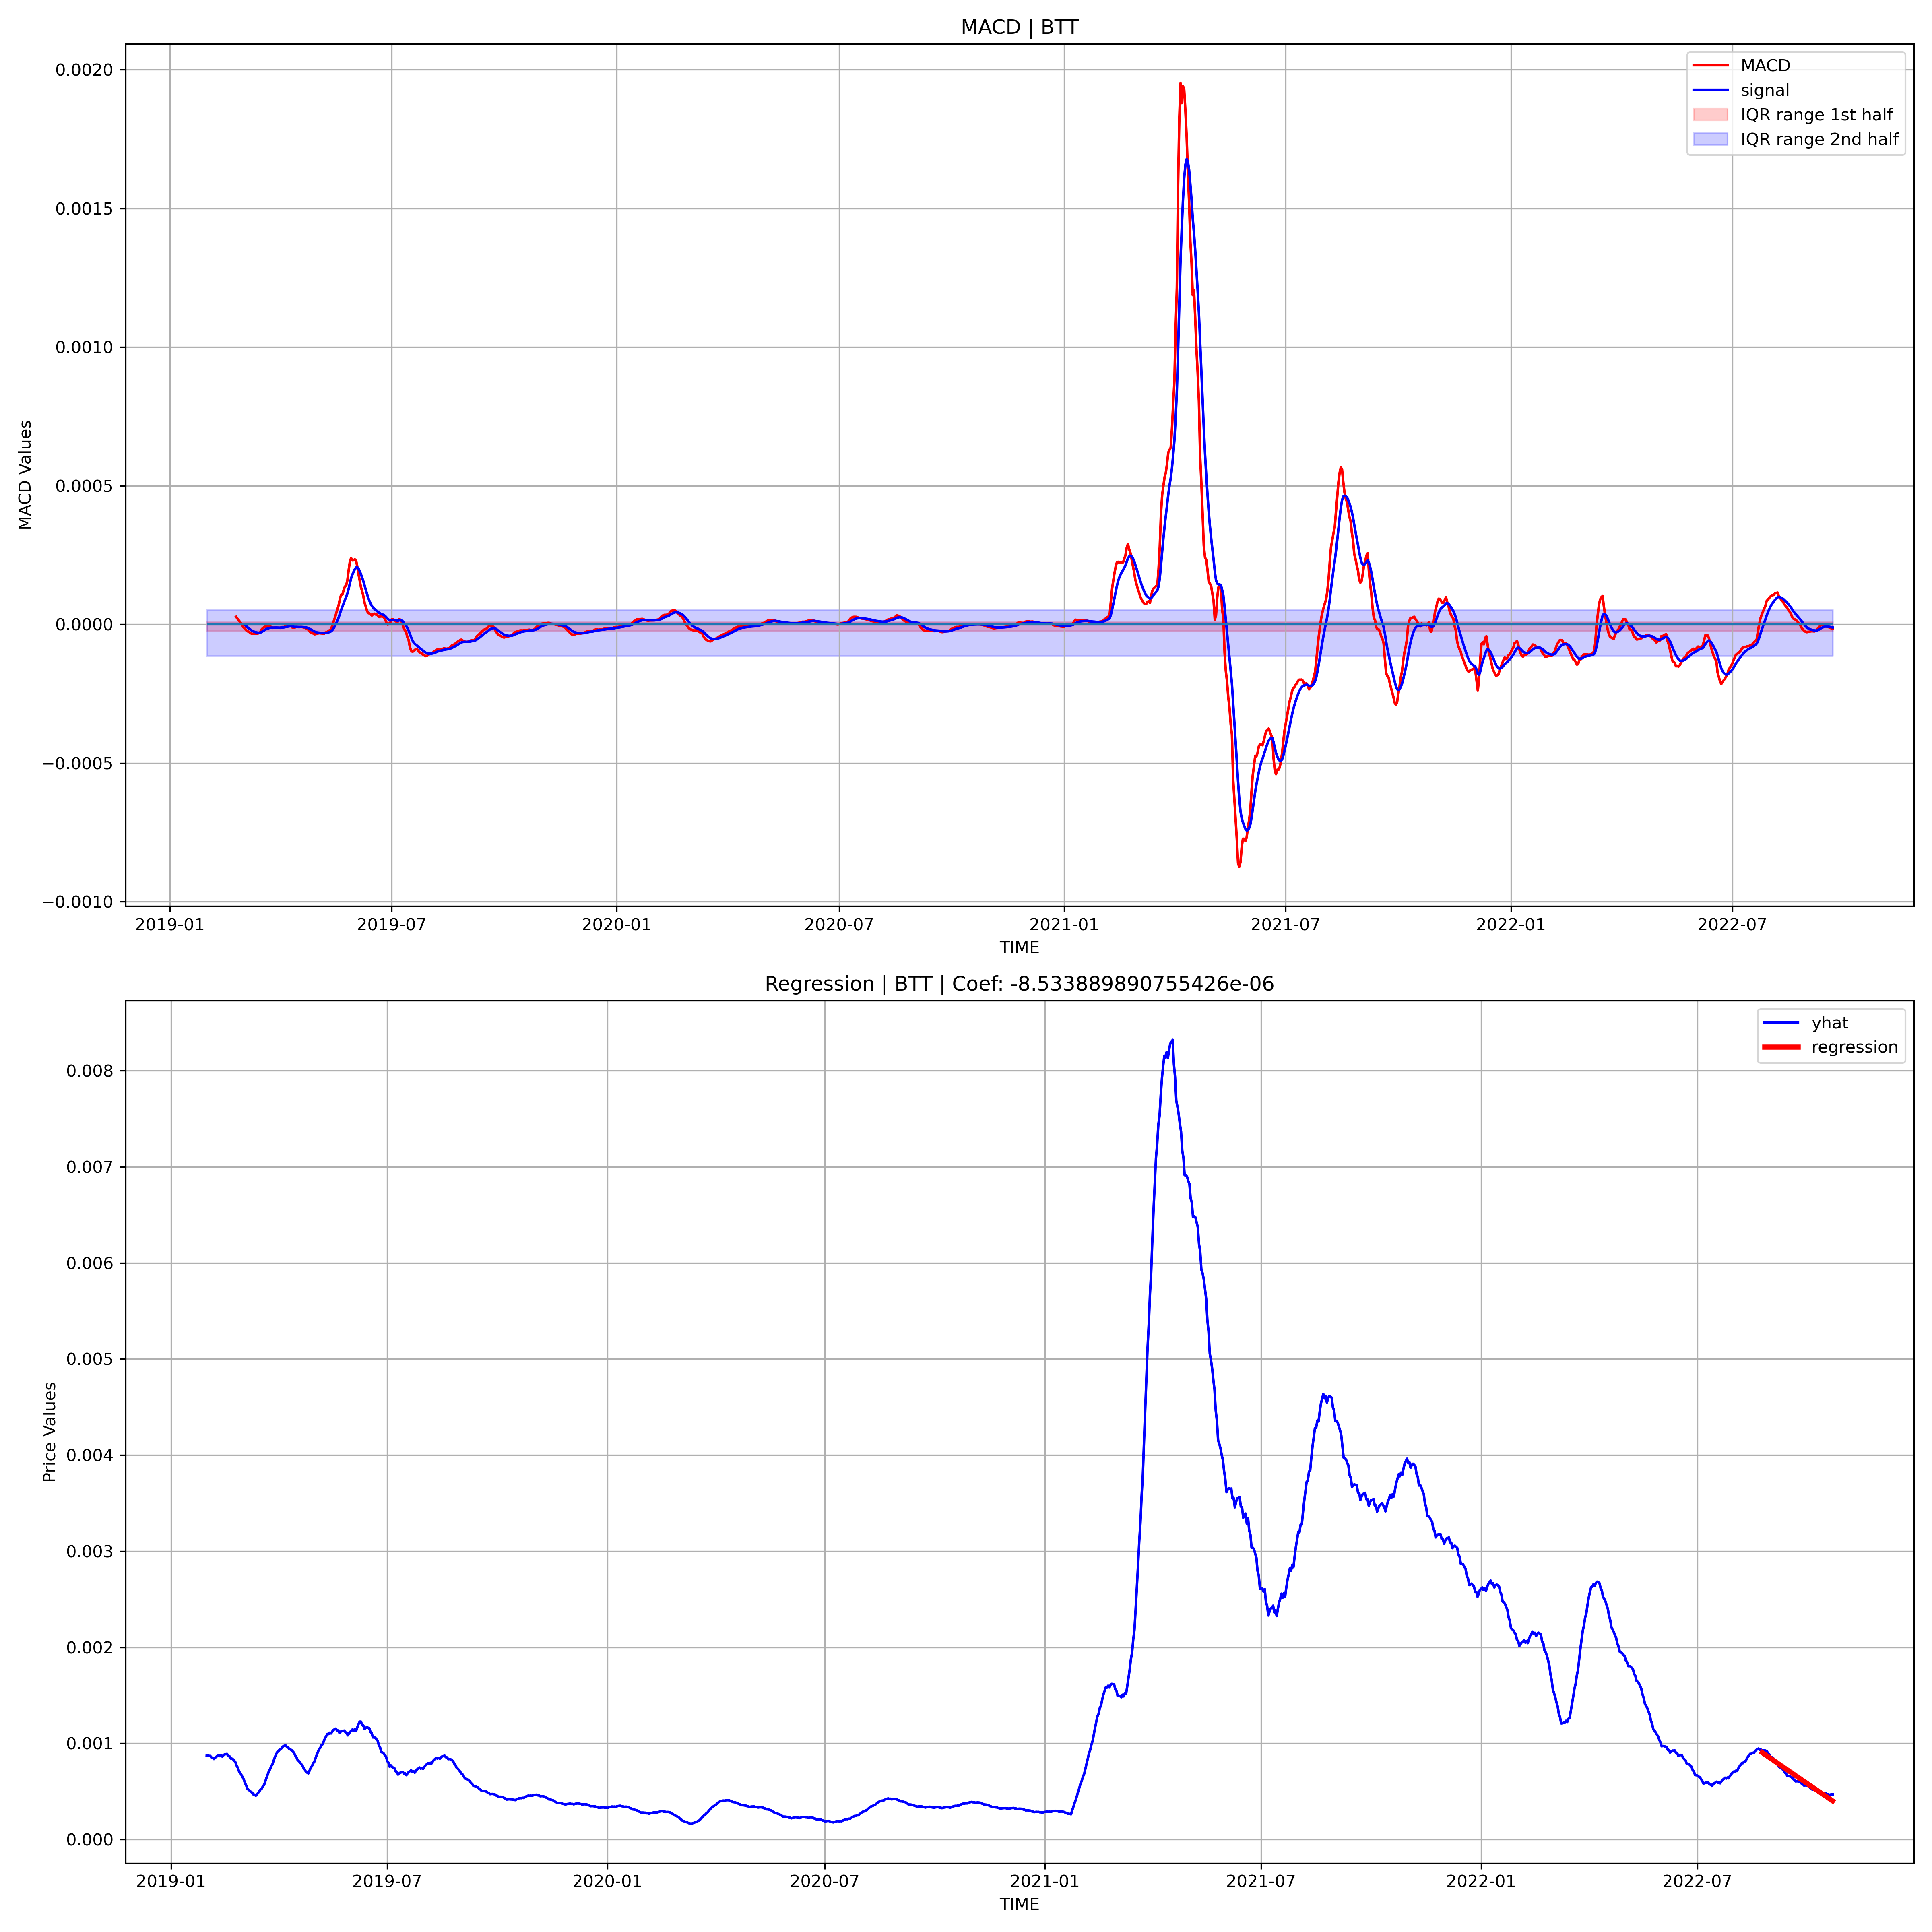 MACD | BTT
MACD Values
0.0020
0.0015
0.0010
0.0005
0.0000
−0.0005
−0.0010
MACD
signal
IQR range 1st half
IQR range 2nd half
2019-01 2019-07 2020-01 2020-07 2021-01 2021-07 2022-01 2022-07
TIME
Regression | BTT | Coef: -8.533889890755426e-06
Price Values
0.008
0.007
0.006
0.005
0.004
0.003
0.002
0.001
0.000
yhat
regression
2019-01 2019-07 2020-01 2020-07 2021-01 2021-07 2022-01 2022-07
TIME